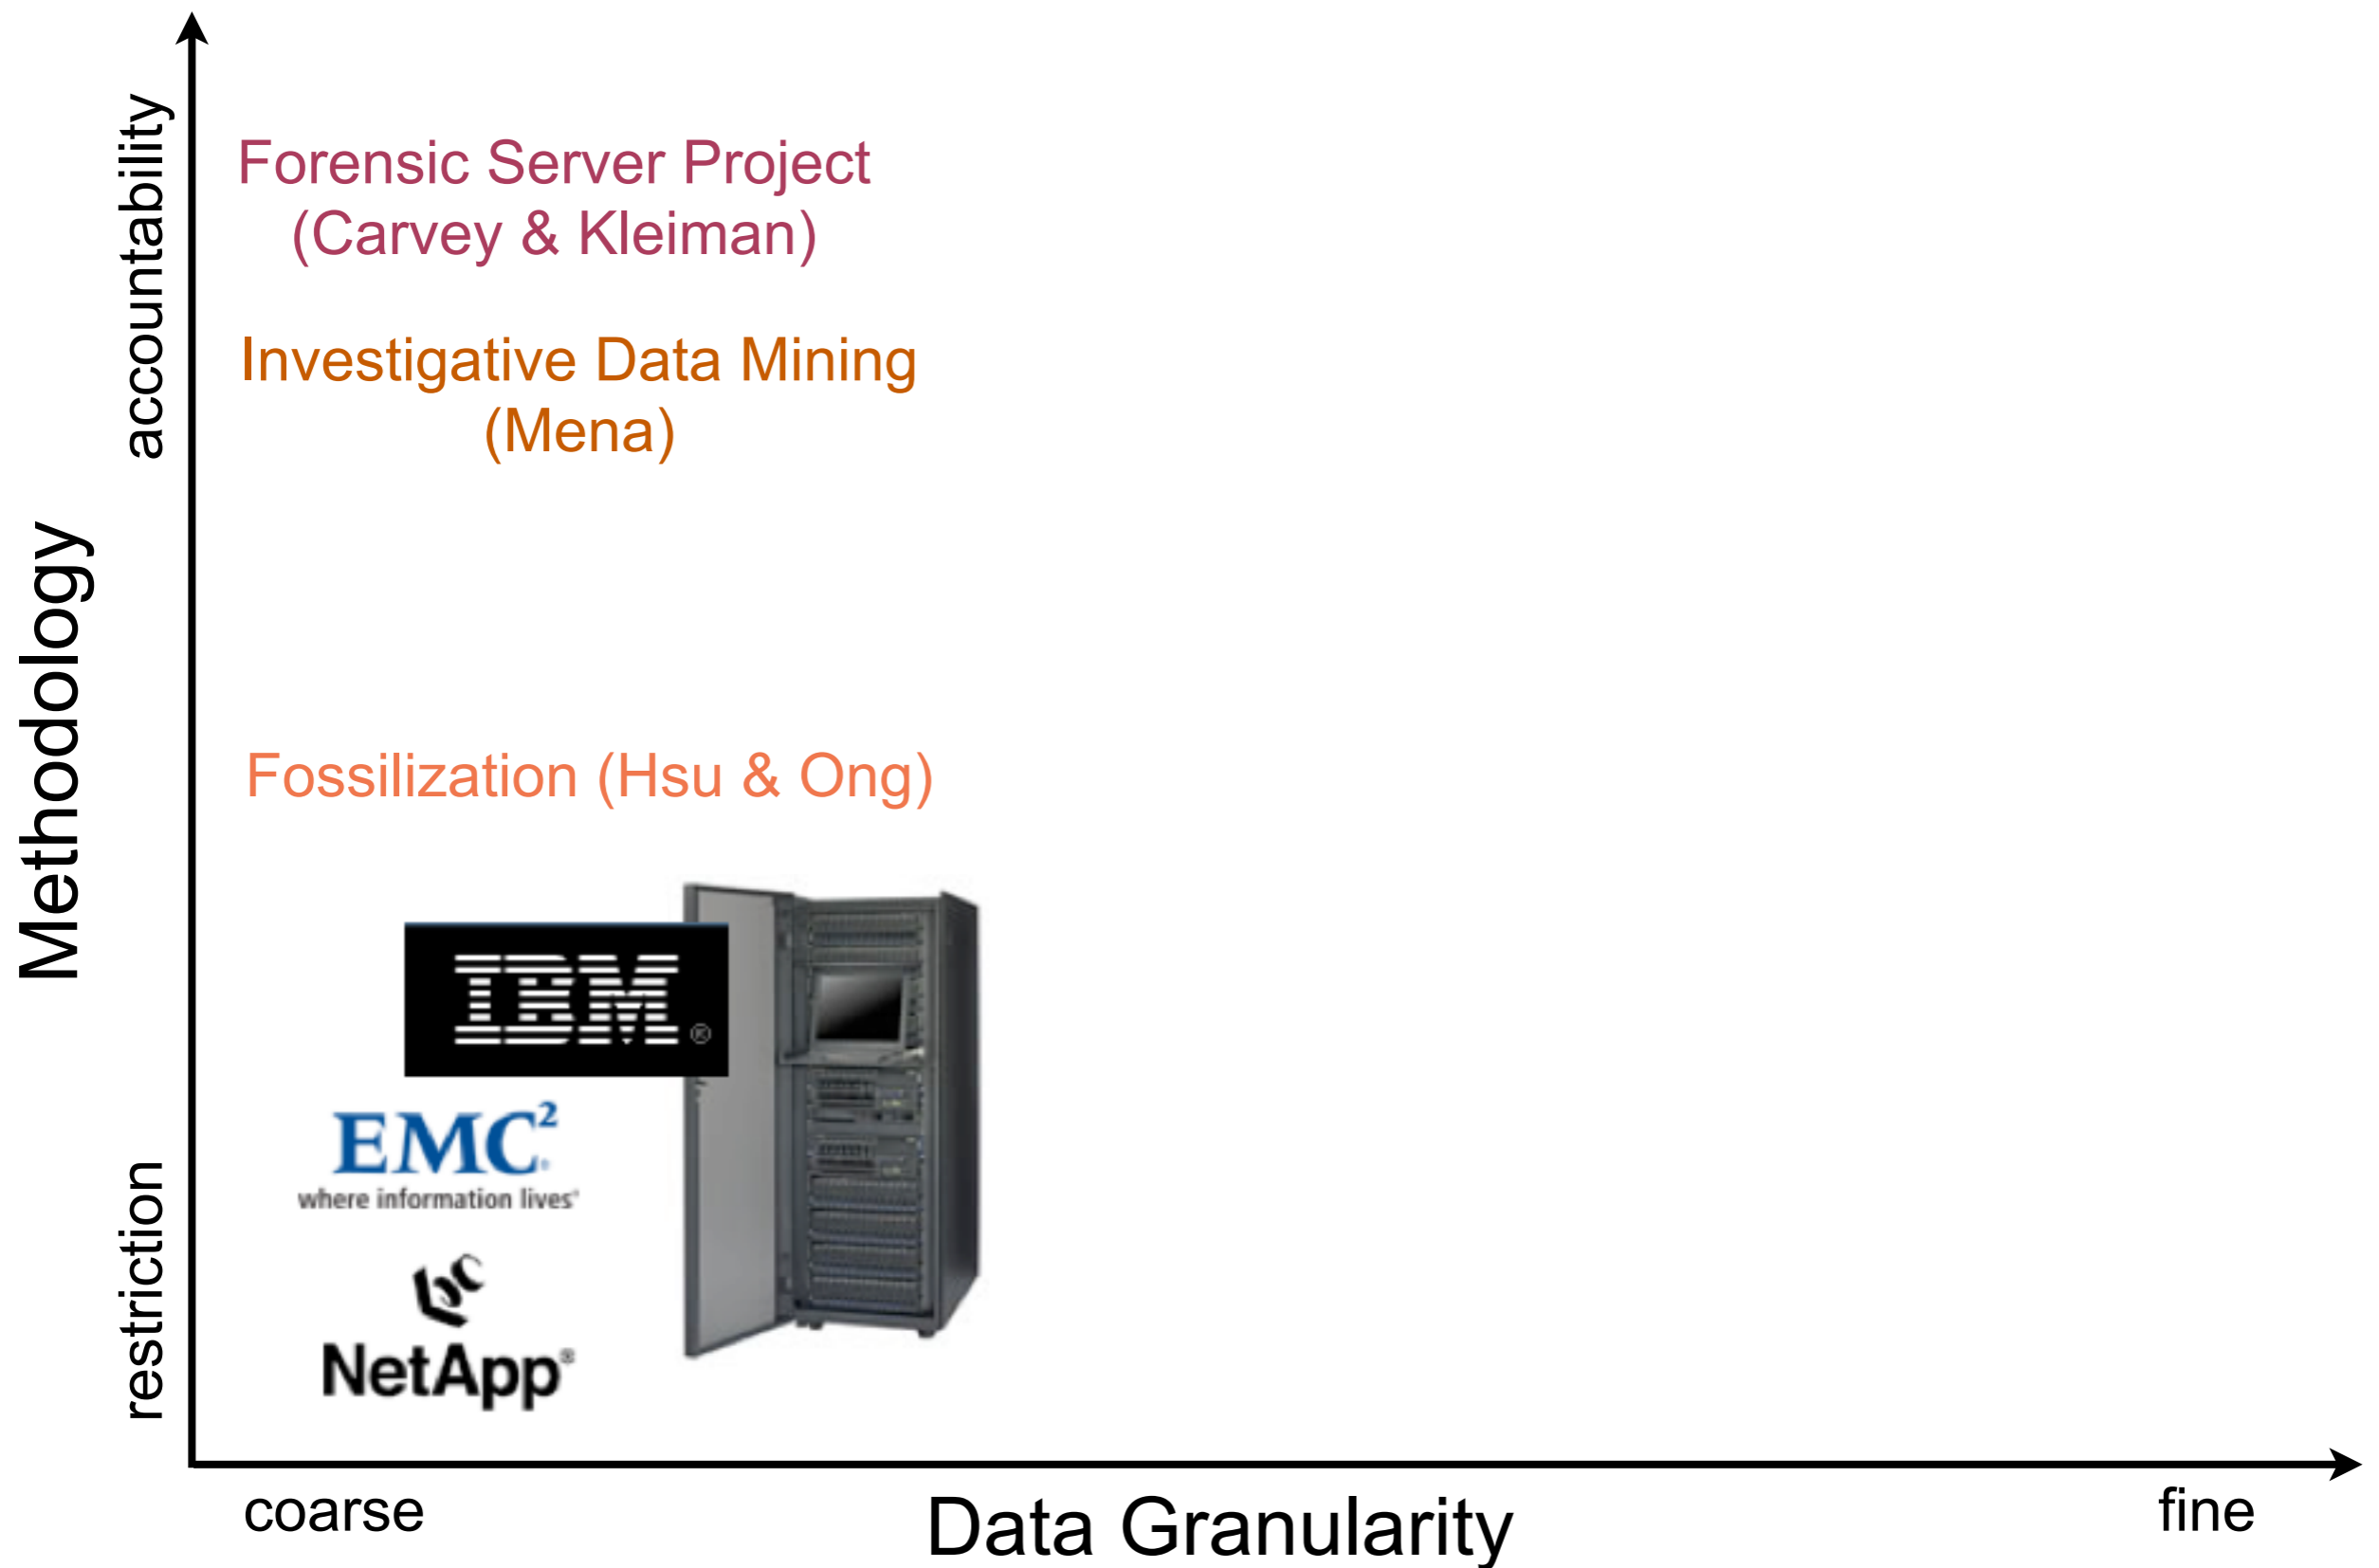 accountability
Forensic Server Project
(Carvey & Kleiman)
Investigative Data Mining
(Mena)
Methodology
Fossilization (Hsu & Ong)
IBM®
EMC²
where information lives®
restriction
NetApp®
coarse
Data Granularity
fine